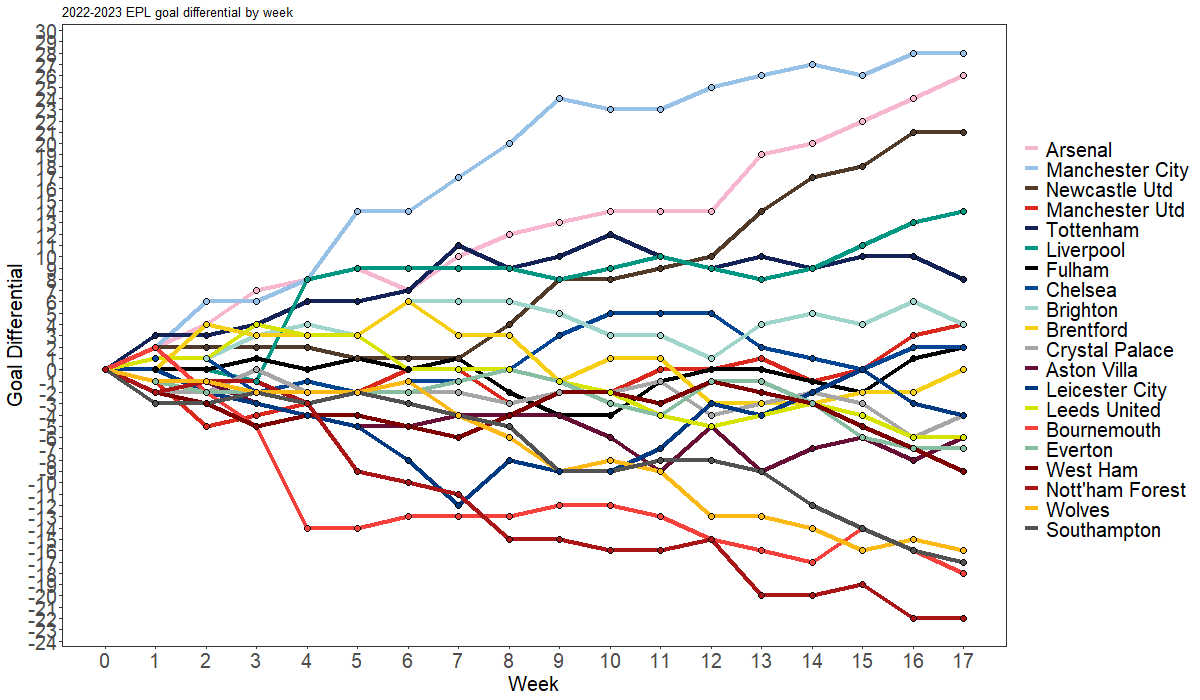 2022-2023 EPL goal differential by week
30
29
28
27
26
25
24
23
22
21
20
19
18
17
16
15
14
13
12
11
10
9
8
7
6
5
4
3
2
1
0
-1
-2
-3
-4
-5
-6
-7
-8
-9
-10
-11
-12
-13
-14
-15
-16
-17
-18
-19
-20
-21
-22
-23
-24
Goal Differential
0 1 2 3 4 5 6 7 8 9 10 11 12 13 14 15 16 17
Week
Arsenal
Manchester City
Newcastle Utd
Manchester Utd
Tottenham
Liverpool
Fulham
Chelsea
Brighton
Brentford
Crystal Palace
Aston Villa
Leicester City
Leeds United
Bournemouth
Everton
West Ham
Nott'ham Forest
Wolves
Southampton